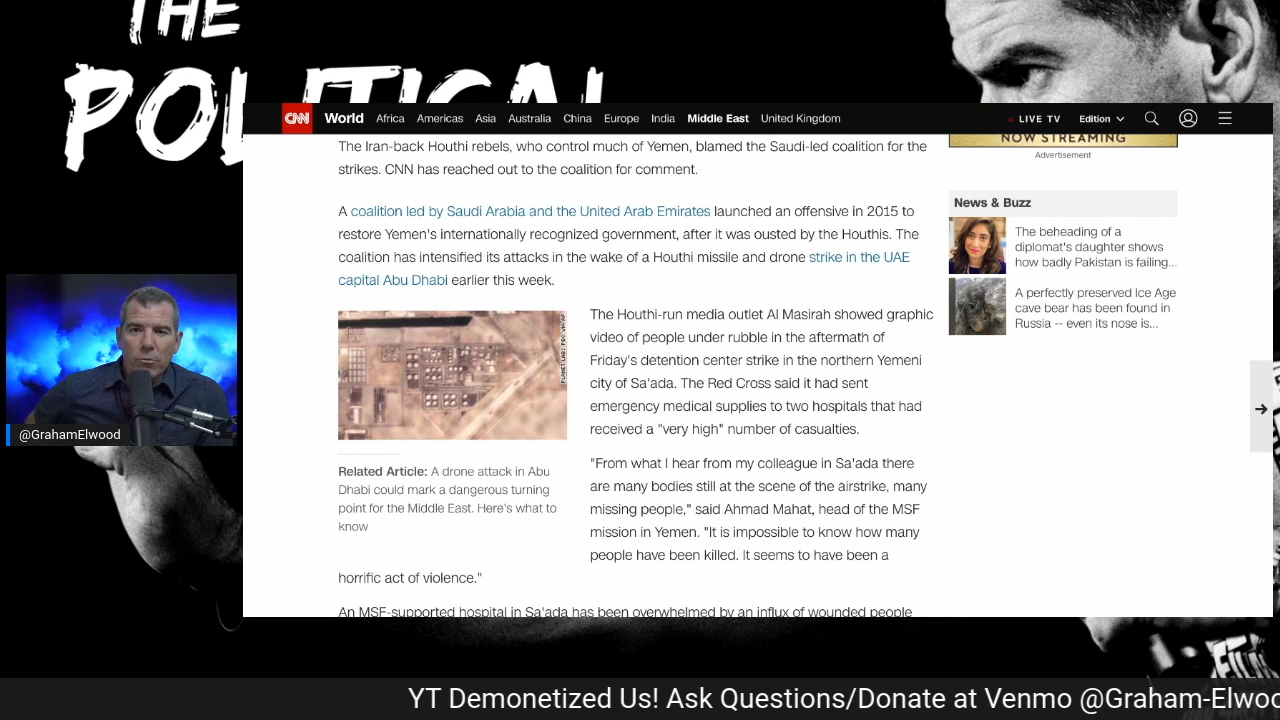 THE
POLITICAL
CNN World Africa Americas Asia Australia China Europe India Middle East United Kingdom LIVE TV Edition
The Iran-back Houthi rebels, who control much of Yemen, blamed the Saudi-led coalition for the
strikes. CNN has reached out to the coalition for comment.
A coalition led by Saudi Arabia and the United Arab Emirates launched an offensive in 2015 to
restore Yemen's internationally recognized government, after it was ousted by the Houthis. The
coalition has intensified its attacks in the wake of a Houthi missile and drone strike in the UAE
capital Abu Dhabi earlier this week.
The Houthi-run media outlet Al Masirah showed graphic
video of people under rubble in the aftermath of
Friday's detention center strike in the northern Yemeni
city of Sa'ada. The Red Cross said it had sent
emergency medical supplies to two hospitals that had
received a "very high" number of casualties.
Related Article: A drone attack in Abu
Dhabi could mark a dangerous turning
point for the Middle East. Here's what to
know
"From what I hear from my colleague in Sa'ada there
are many bodies still at the scene of the airstrike, many
missing people," said Ahmad Mahat, head of the MSF
mission in Yemen. "It is impossible to know how many
people have been killed. It seems to have been a
horrific act of violence."
An MSF-supported hospital in Sa'ada has been overwhelmed by an influx of wounded people
NOW STREAMING
Advertisement
News & Buzz
The beheading of a
diplomat's daughter shows
how badly Pakistan is failing...
A perfectly preserved Ice Age
cave bear has been found in
Russia -- even its nose is...
@GrahamElwood
YT Demonetized Us! Ask Questions/Donate at Venmo @Graham-Elwoo